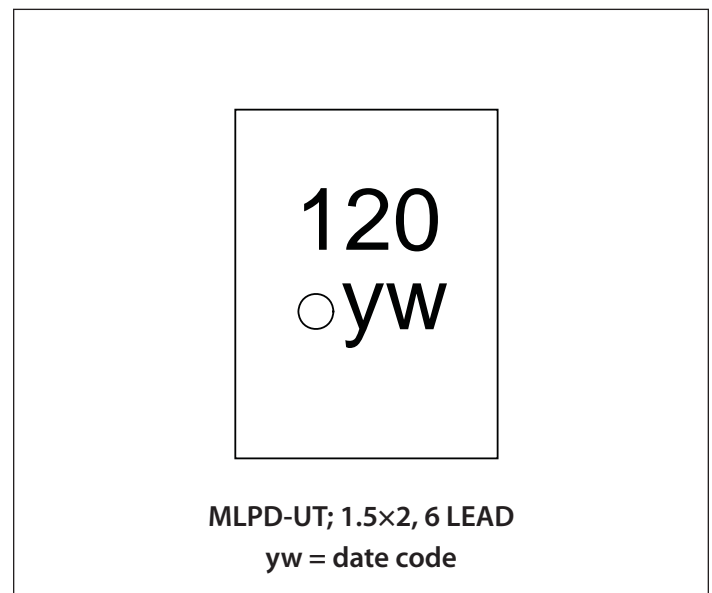 120
yw
MLPD-UT; 1.5×2, 6 LEAD
yw = date code